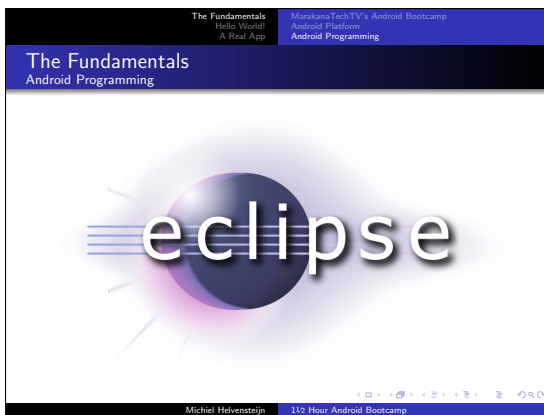 The Fundamentals
Hello World!
A Real App
MarakanaTechTV's Android Bootcamp
Android Platform
Android Programming
The Fundamentals
Android Programming
eclipse
Michiel Helvensteijn
1½ Hour Android Bootcamp